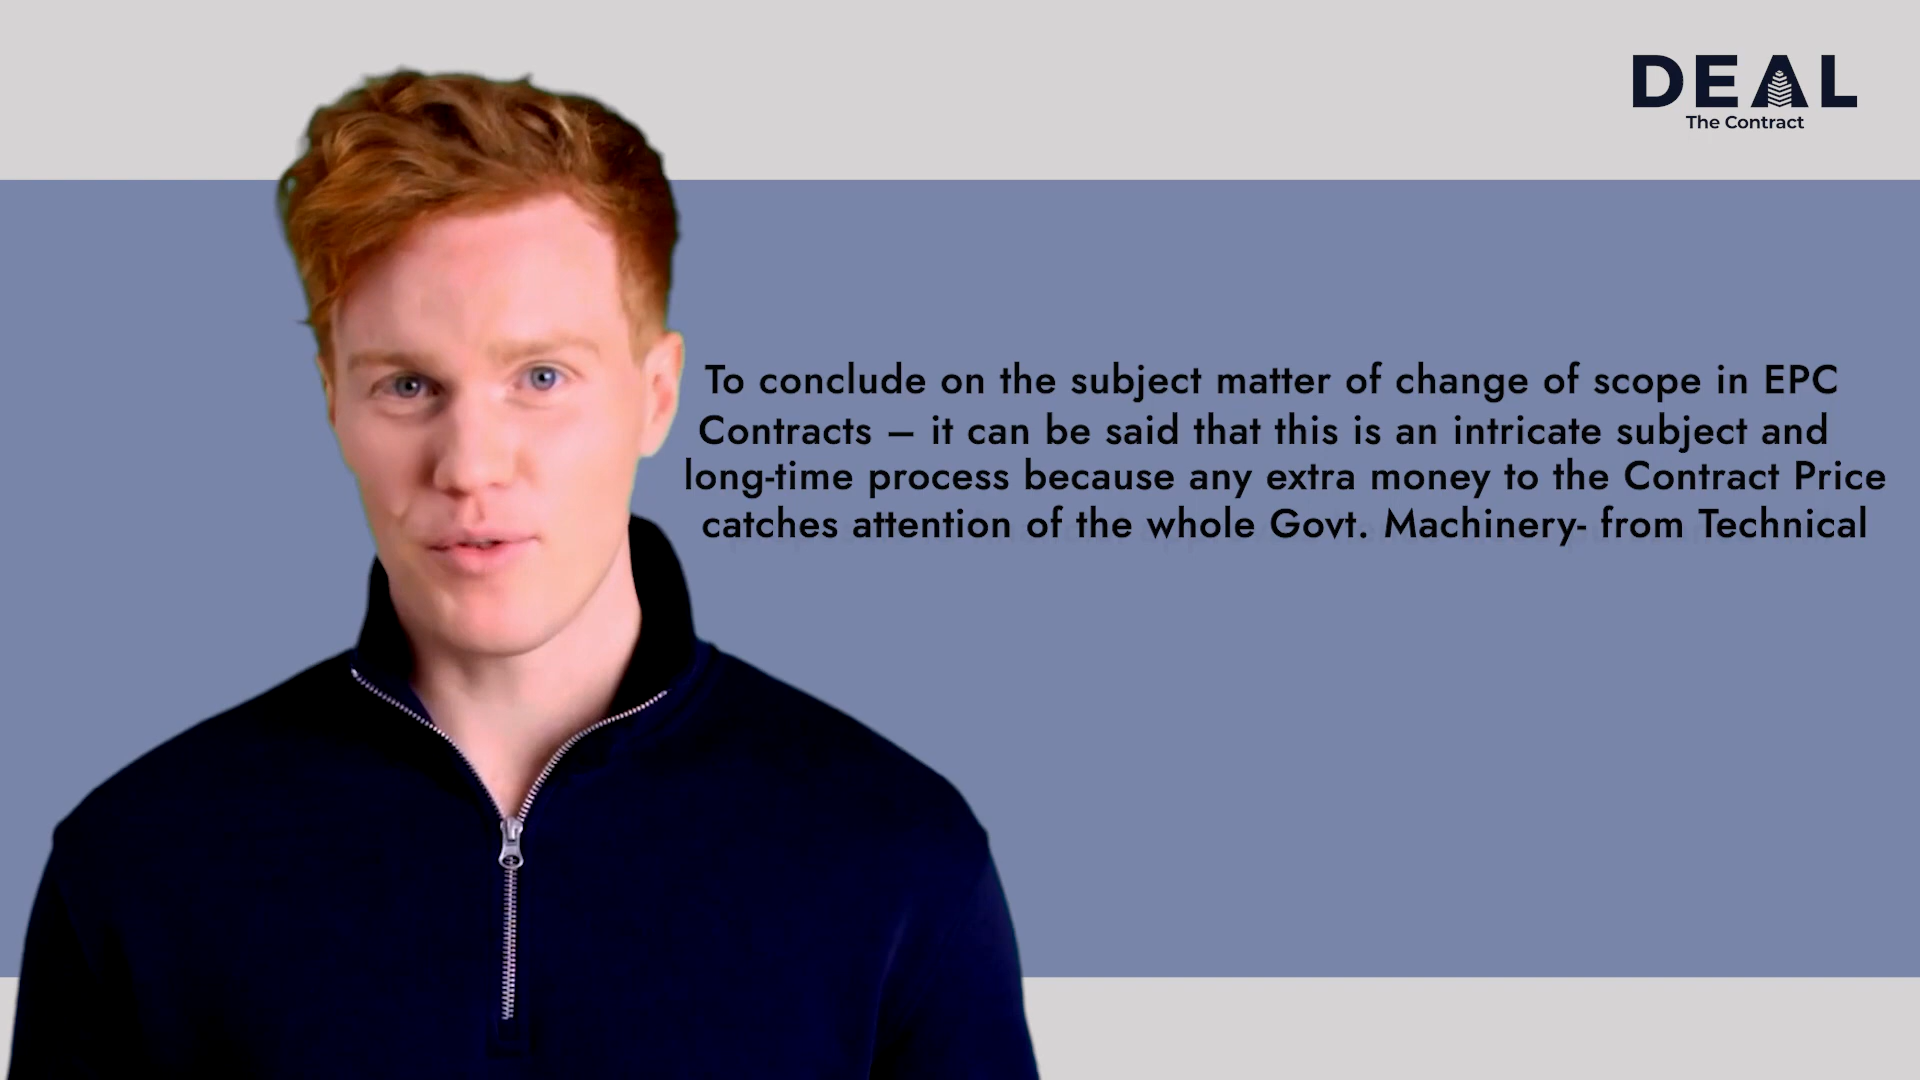 DEAL
The Contract
To conclude on the subject matter of change of scope in EPC
Contracts – it can be said that this is an intricate subject and
long-time process because any extra money to the Contract Price
catches attention of the whole Govt. Machinery- from Technical